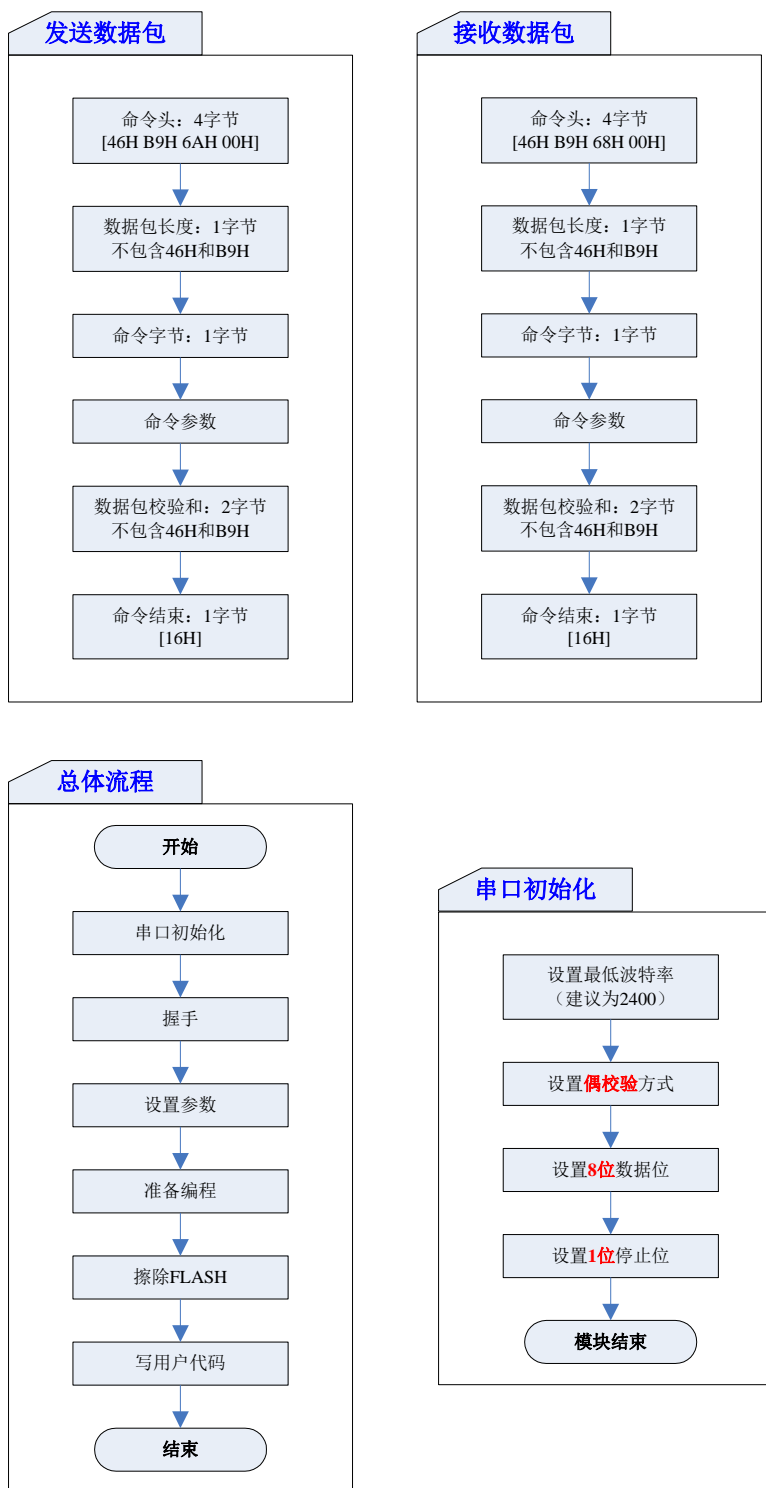 发送数据包
命令头：4字节
[46H B9H 6AH 00H]
数据包长度：1字节
不包含46H和B9H
命令字节：1字节
命令参数
数据包校验和：2字节
不包含46H和B9H
命令结束：1字节
[16H]
接收数据包
命令头：4字节
[46H B9H 68H 00H]
数据包长度：1字节
不包含46H和B9H
命令字节：1字节
命令参数
数据包校验和：2字节
不包含46H和B9H
命令结束：1字节
[16H]
总体流程
开始
串口初始化
握手
设置参数
准备编程
擦除FLASH
写用户代码
结束
串口初始化
设置最低波特率
（建议为2400）
设置偶校验方式
设置8位数据位
设置1位停止位
模块结束